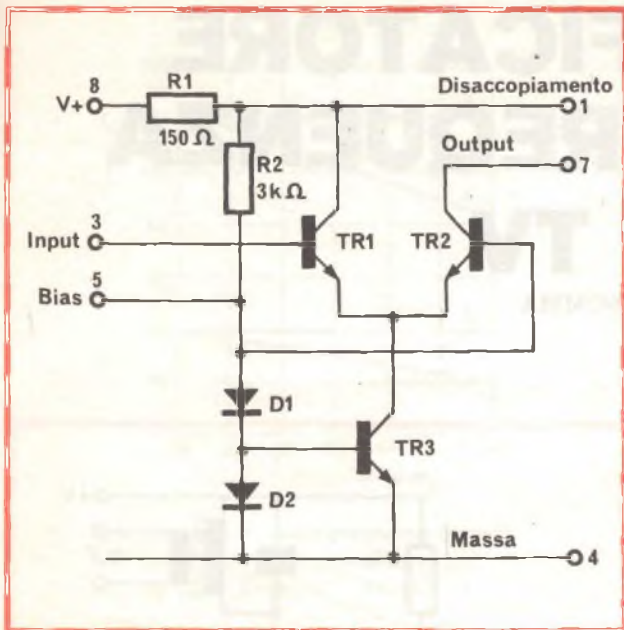 8
V+
R1
150 Ω
Disaccopiamento
1
Output
7
R2
3k Ω
Input
3
TR1
TR2
Bias
5
D1
TR3
D2
Massa
4